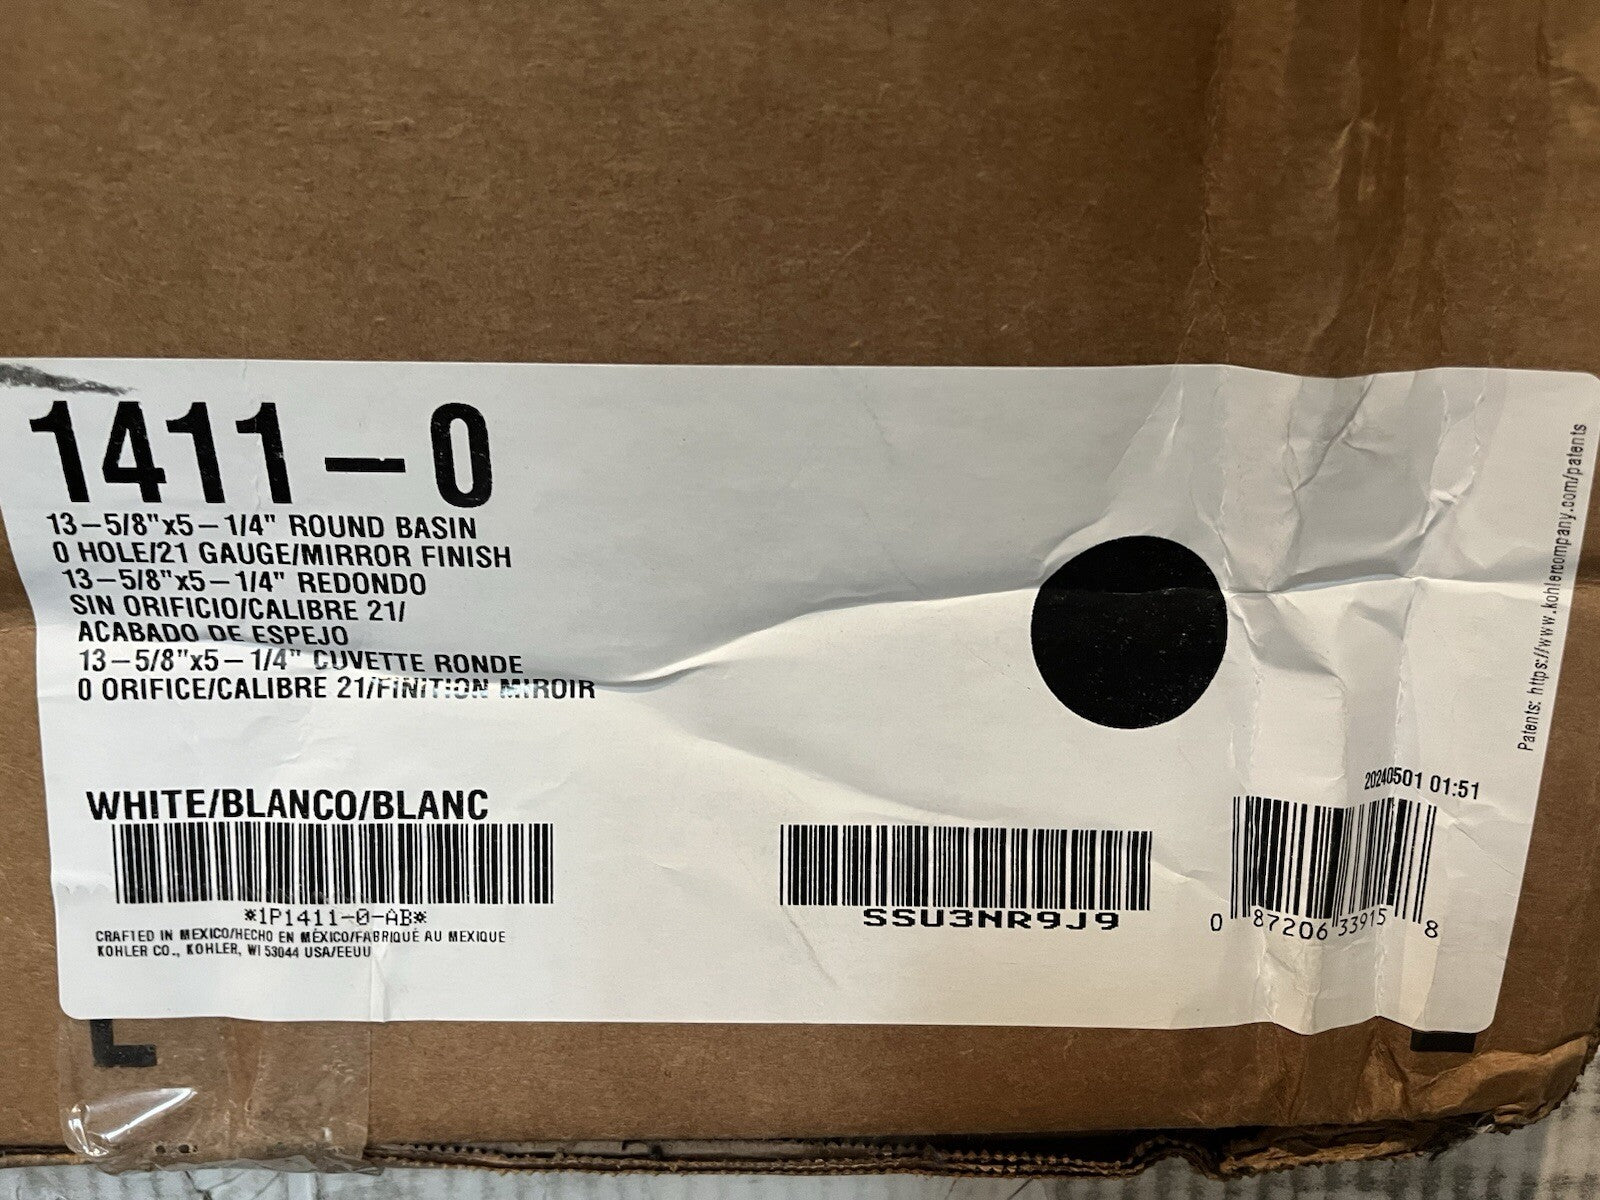 1411-0
13-5/8"x5-1/4" ROUND BASIN
0 HOLE/21 GAUGE/MIRROR FINISH
13-5/8"x5-1/4" REDONDO
SIN ORIFICIO/CALIBRE 21/
ACABADO DE ESPEJO
13-5/8"x5-1/4" CUVETTE RONDE
0 ORIFICE/CALIBRE 21/FINITION MIROIR
WHITE/BLANCO/BLANC
*1P1411-0-AB*
CRAFTED IN MEXICO/HECHO EN MÉXICO/FABRIQUÉ AU MEXIQUE
KOHLER CO., KOHLER, WI 53044 USA/EEUU
SSU3NR9J9
20240501 01:51
0 87206 33915 8
Patents: https://www.kohlercompany.com/patents